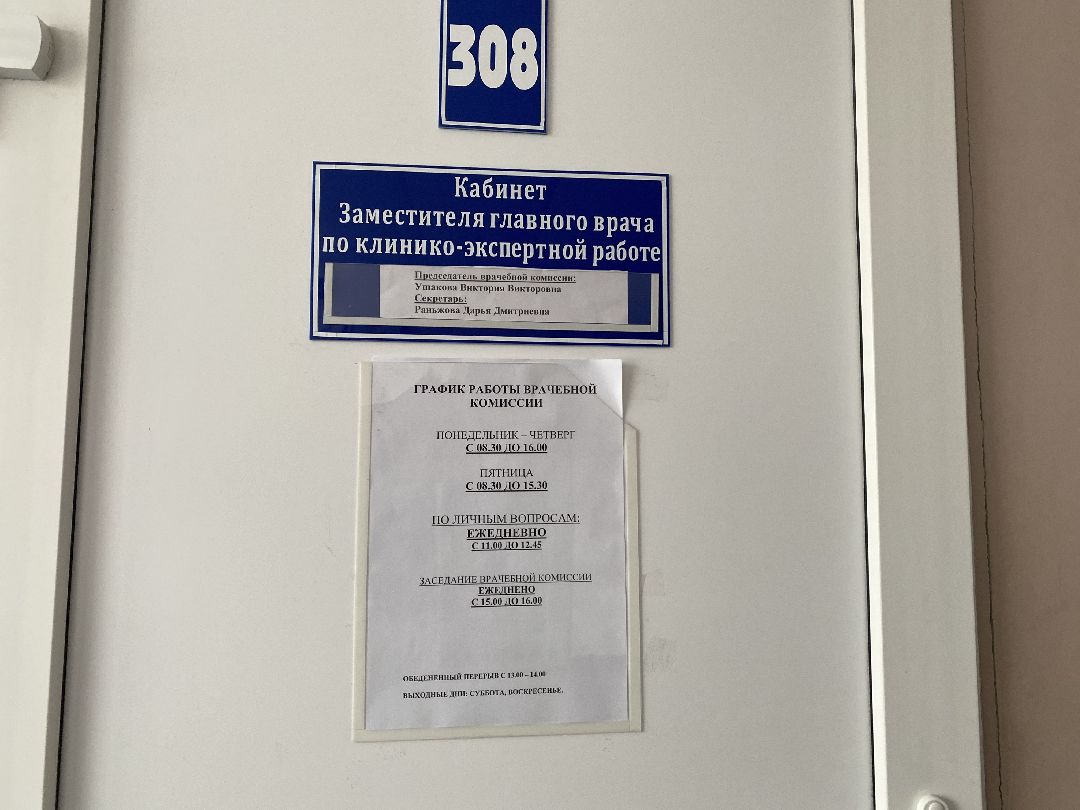 308
Кабинет
Заместителя главного врача
по клинико-экспертной работе
Председатель врачебной комиссии:
Ушакова Виктория Викторовна
Секретарь:
Раньжова Дарья Дмитриевна
ГРАФИК РАБОТЫ ВРАЧЕБНОЙ
КОМИССИИ
ПОНЕДЕЛЬНИК – ЧЕТВЕРГ
С 08.30 ДО 16.00
ПЯТНИЦА
С 08.30 ДО 15.30
ПО ЛИЧНЫМ ВОПРОСАМ:
ЕЖЕДНЕВНО
С 11.00 ДО 12.45
ЗАСЕДАНИЕ ВРАЧЕБНОЙ КОМИССИИ
ЕЖЕДНЕНО
С 15.00 ДО 16.00
ОБЕДЕНЕННЫЙ ПЕРЕРЫВ С 13.00 – 14.00
ВЫХОДНЫЕ ДНИ: СУББОТА, ВОСКРЕСЕНЬЕ.